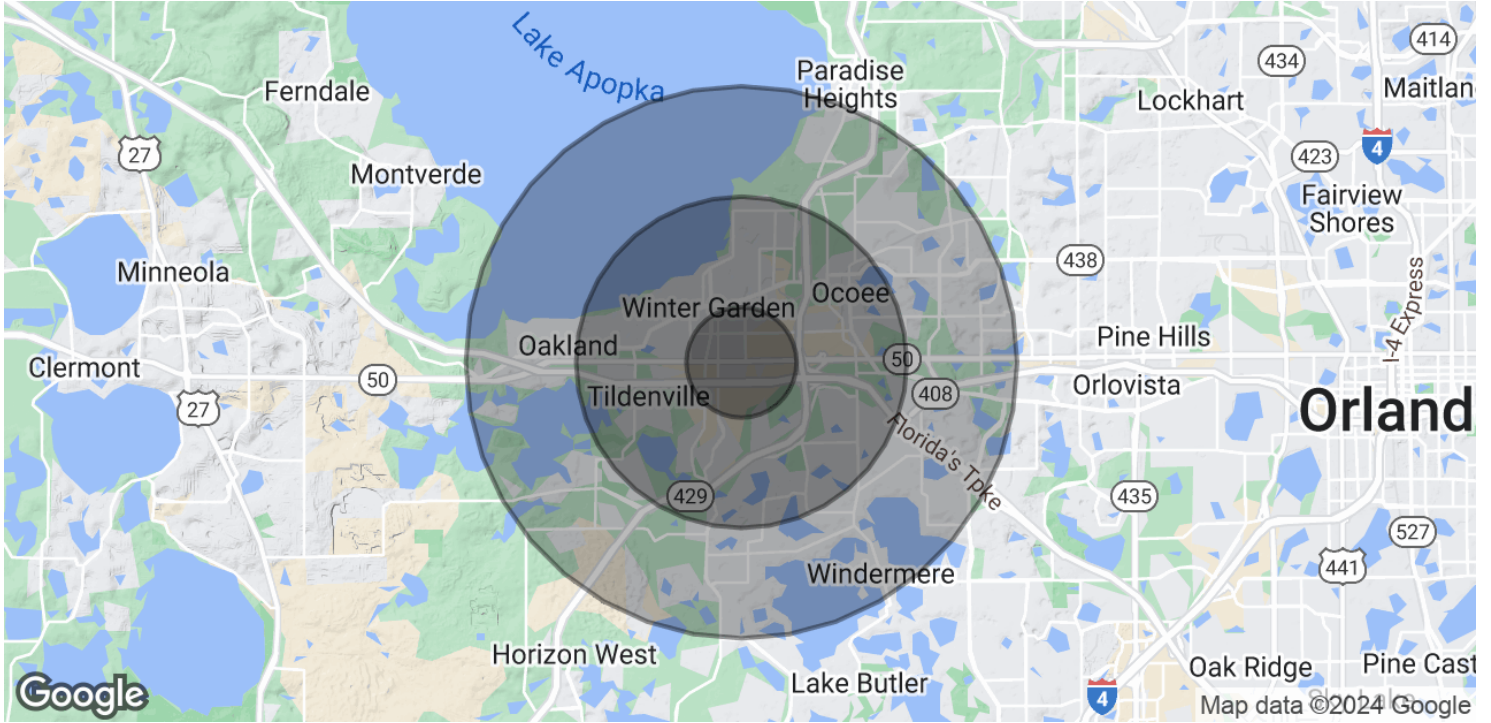 Lake Apopka
Paradise
Heights
434
414
Ferndale
Lockhart
Maitlan
27
4
423
Montverde
Fairview
Shores
438
Minneola
Ocoee
Winter Garden
I-4 Express
Pine Hills
Oakland
50
Clermont
50
Orlovista
27
Tildenville
408
Orland
Florida's Tpke
429
435
527
441
Windermere
Horizon West
Oak Ridge
Pine Cast
Lake Butler
4
Google
Map data ©2024 Google